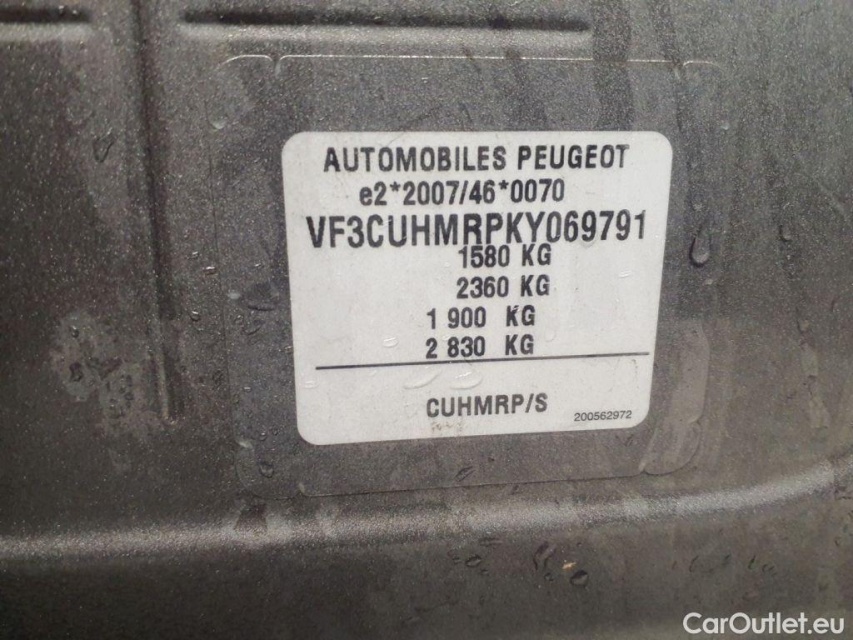 AUTOMOBILES PEUGEOT
e2*2007/46*0070
VF3CUHMRPKY069791
1580 KG
2360 KG
1 900 KG
2 830 KG
CUHMRP/S
200562972
CarOutlet.eu